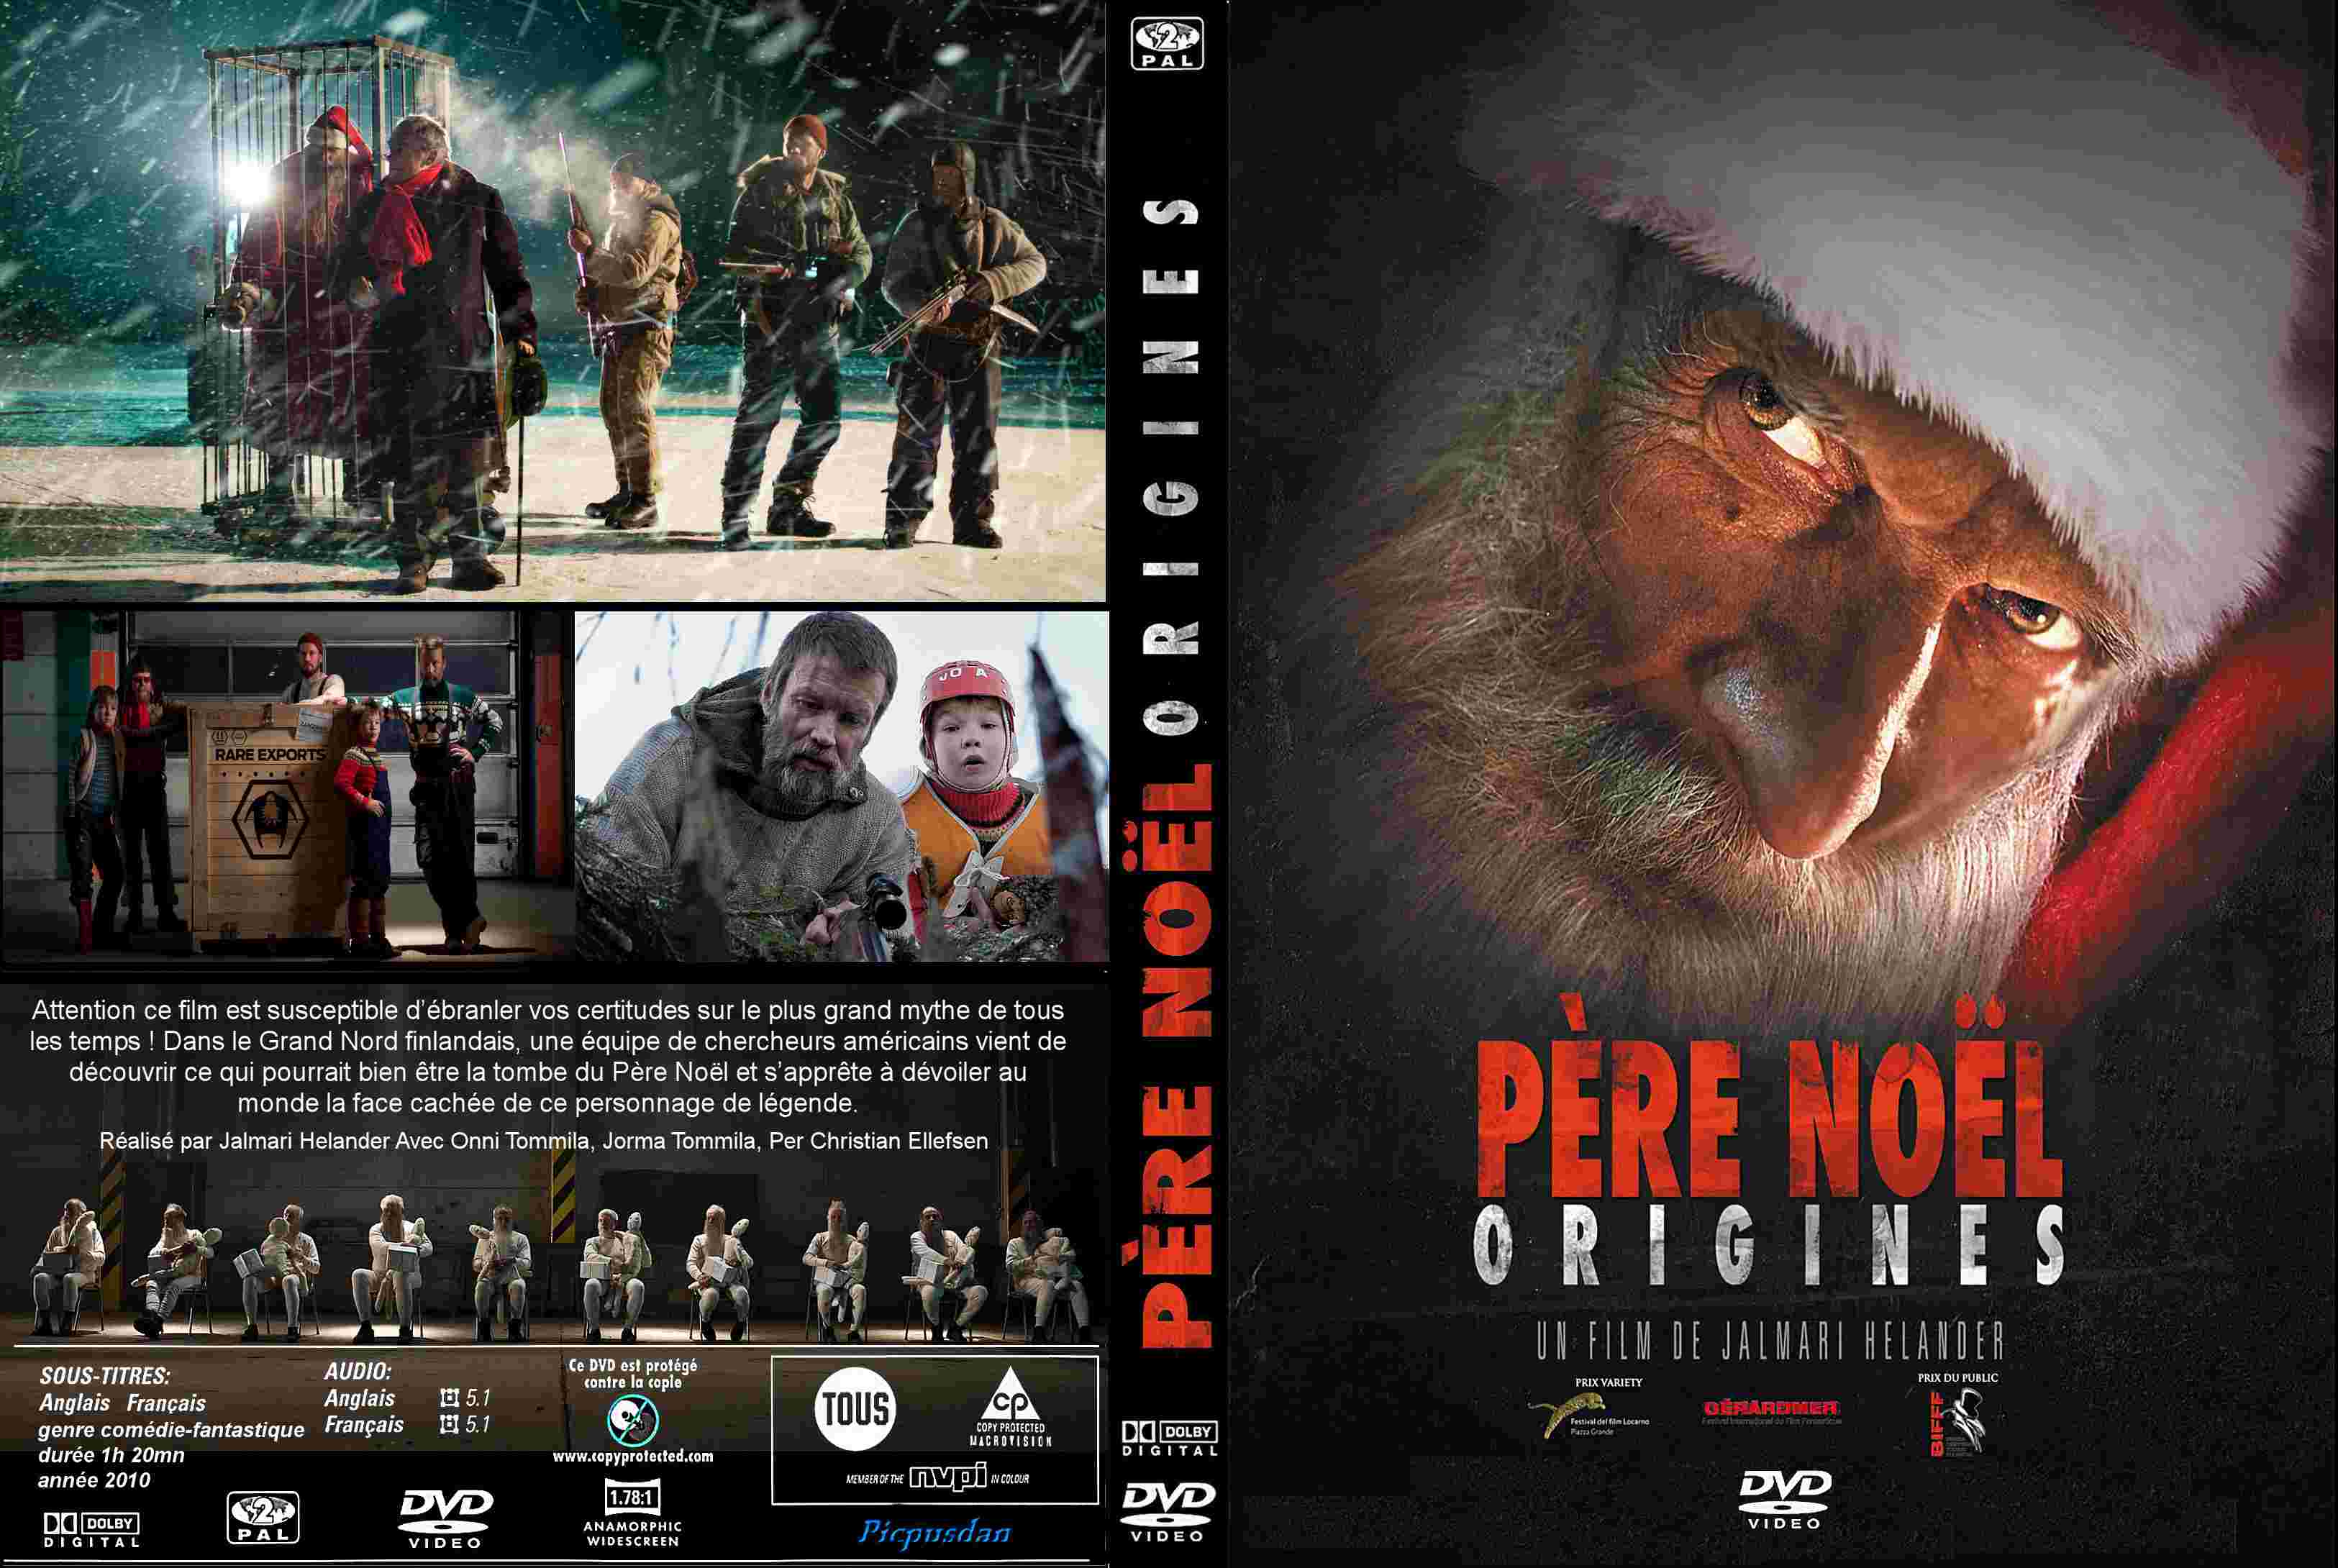 JO A
RARE EXPORTS
Attention ce film est susceptible d'ébranler vos certitudes sur le plus grand mythe de tous
les temps ! Dans le Grand Nord finlandais, une équipe de chercheurs américains vient de
découvrir ce qui pourrait bien être la tombe du Père Noël et s'apprête à dévoiler au
monde la face cachée de ce personnage de légende.
Réalisé par Jalmari Helander Avec Onni Tommila, Jorma Tommila, Per Christian Ellefsen
SOUS-TITRES:
Anglais Français
genre comédie-fantastique
durée 1h 20mn
année 2010
AUDIO:
Anglais 5.1
Français 5.1
Ce DVD est protégé
contre la copie
www.copyprotected.com
TOUS
cp
COPY PROTECTED
MACROVISION
MEMBER OF THE nvpi IN COLOUR
DOLBY
DIGITAL
2
PAL
DVD
VIDEO
1.78:1
ANAMORPHIC
WIDESCREEN
Picpusdan
2
PAL
PÈRE NOËL ORIGINES
DOLBY
DIGITAL
DVD
VIDEO
PÈRE NOËL
ORIGINES
UN FILM DE JALMARI HELANDER
PRIX VARIETY
Festival del film Locarno
Piazza Grande
GÉRARDMER
Festival International du Film Fantastique
PRIX DU PUBLIC
BIFFF
DVD
VIDEO